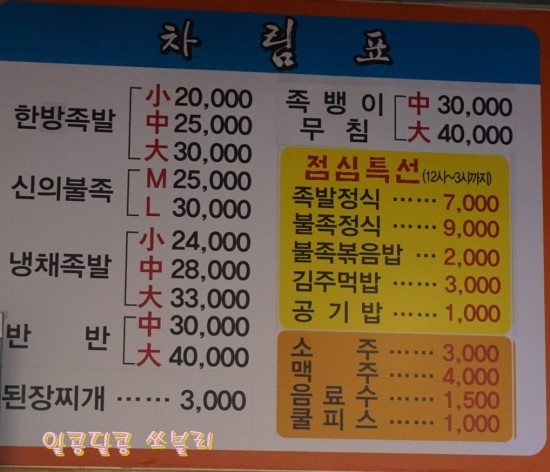 차림표
한방족발 小 20,000
中 25,000
大 30,000
신의불족 M 25,000
L 30,000
냉채족발 小 24,000
中 28,000
大 33,000
반 반 中 30,000
大 40,000
된장찌개 ······ 3,000
족뱅이무침 中 30,000
大 40,000
점심특선 (12시~3시까지)
족발정식 ······ 7,000
불족정식 ······ 9,000
불족볶음밥 ··· 2,000
김주먹밥 ······ 3,000
공기밥 ······ 1,000
소 주 ······ 3,000
맥 주 ······ 4,000
음료수 ······ 1,500
쿨피스 ······ 1,000
알콩달콩 쏘블리